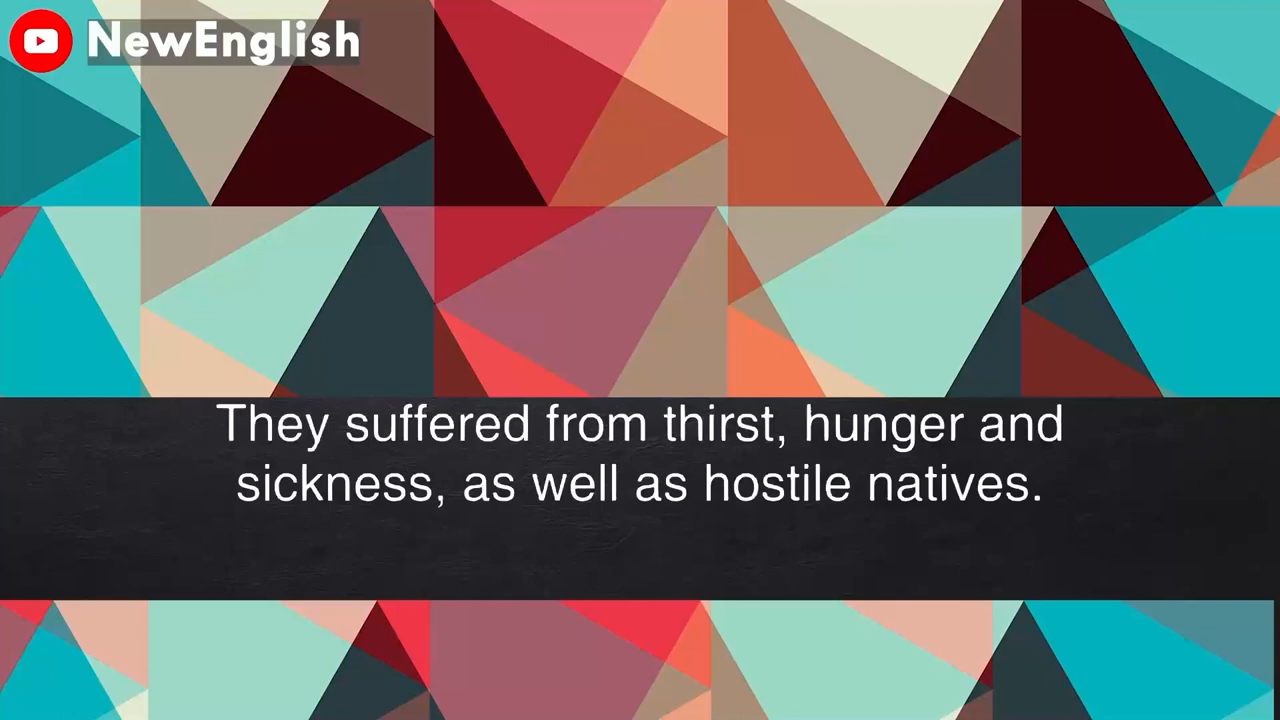 NewEnglish
They suffered from thirst, hunger and
sickness, as well as hostile natives.